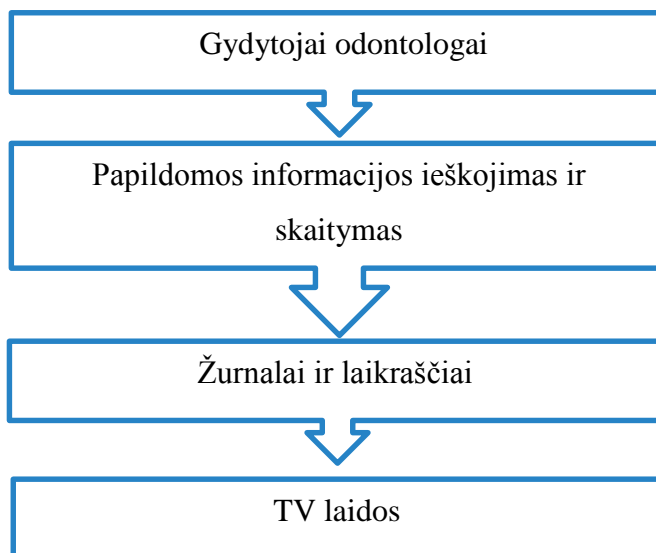 Gydytojai odontologai
Papildomos informacijos ieškojimas ir
skaitymas
Žurnalai ir laikraščiai
TV laidos